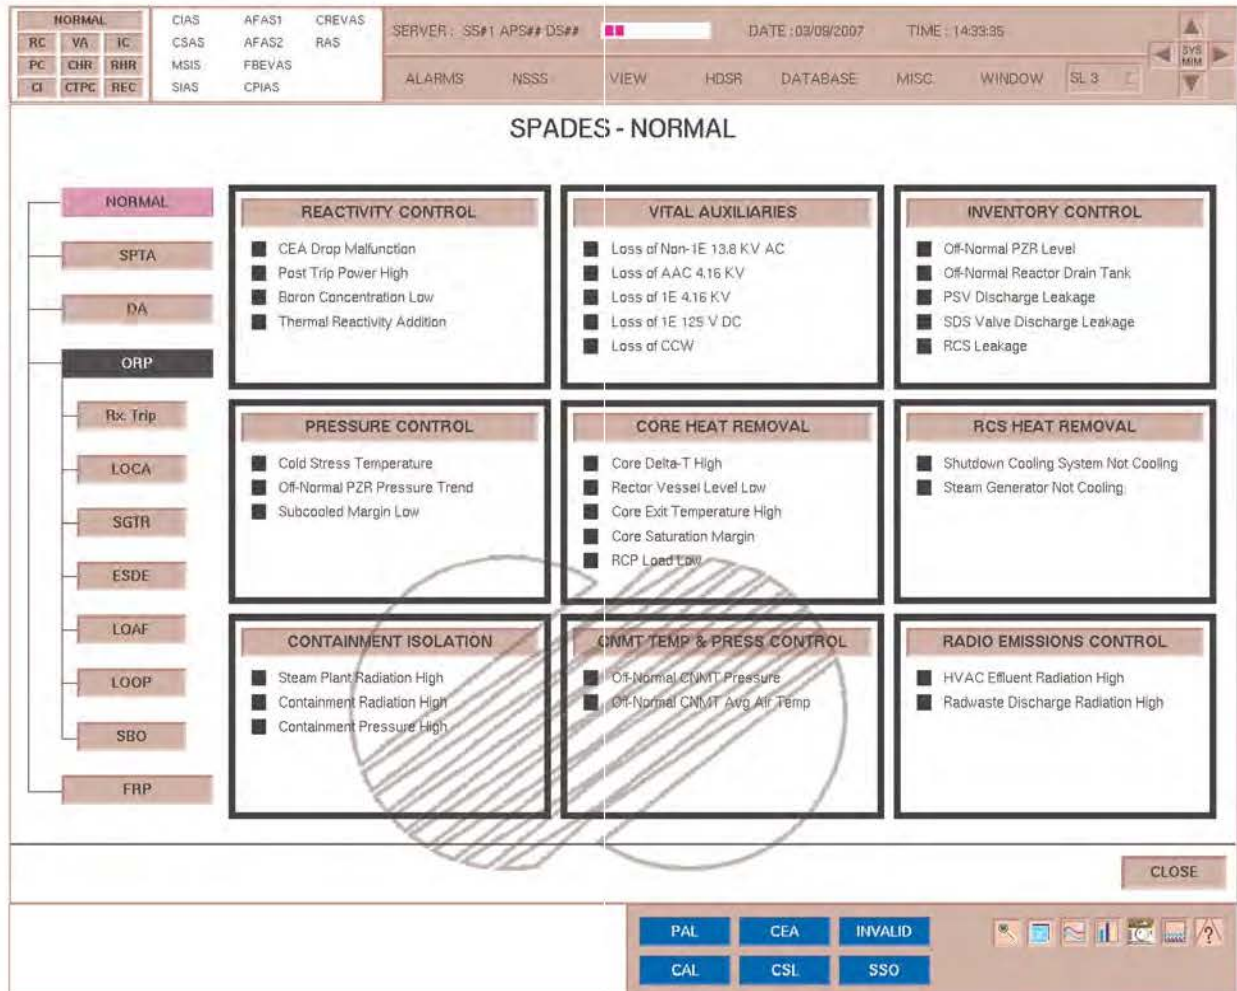 NORMAL
RC VA IC
PC CHR RHR
CI CTPC REC
CIAS AFAS1 CREVAS
CSAS AFAS2 RAS
MSIS FBEVAS
SIAS CPIAS
SERVER : SS#1 APS## DS## DATE : 03/09/2007 TIME : 14:33:35
ALARMS NSSS VIEW HDSR DATABASE MISC WINDOW SL 3
SYS
MIM
SPADES - NORMAL
NORMAL
SPTA
DA
ORP
Rx. Trip
LOCA
SGTR
ESDE
LOAF
LOOP
SBO
FRP
REACTIVITY CONTROL
CEA Drop Malfunction
Post Trip Power High
Boron Concentration Low
Thermal Reactivity Addition
VITAL AUXILIARIES
Loss of Non-1E 13.8 KV AC
Loss of AAC 4.16 KV
Loss of 1E 4.16 KV
Loss of 1E 125 V DC
Loss of CCW
INVENTORY CONTROL
Off-Normal PZR Level
Off-Normal Reactor Drain Tank
PSV Discharge Leakage
SDS Valve Discharge Leakage
RCS Leakage
PRESSURE CONTROL
Cold Stress Temperature
Off-Normal PZR Pressure Trend
Subcooled Margin Low
CORE HEAT REMOVAL
Core Delta-T High
Rector Vessel Level Low
Core Exit Temperature High
Core Saturation Margin
RCP Load Low
RCS HEAT REMOVAL
Shutdown Cooling System Not Cooling
Steam Generator Not Cooling
CONTAINMENT ISOLATION
Steam Plant Radiation High
Containment Radiation High
Containment Pressure High
CNMT TEMP & PRESS CONTROL
Off-Normal CNMT Pressure
Off-Normal CNMT Avg Air Temp
RADIO EMISSIONS CONTROL
HVAC Effluent Radiation High
Radwaste Discharge Radiation High
CLOSE
PAL CEA INVALID
CAL CSL SSO
?